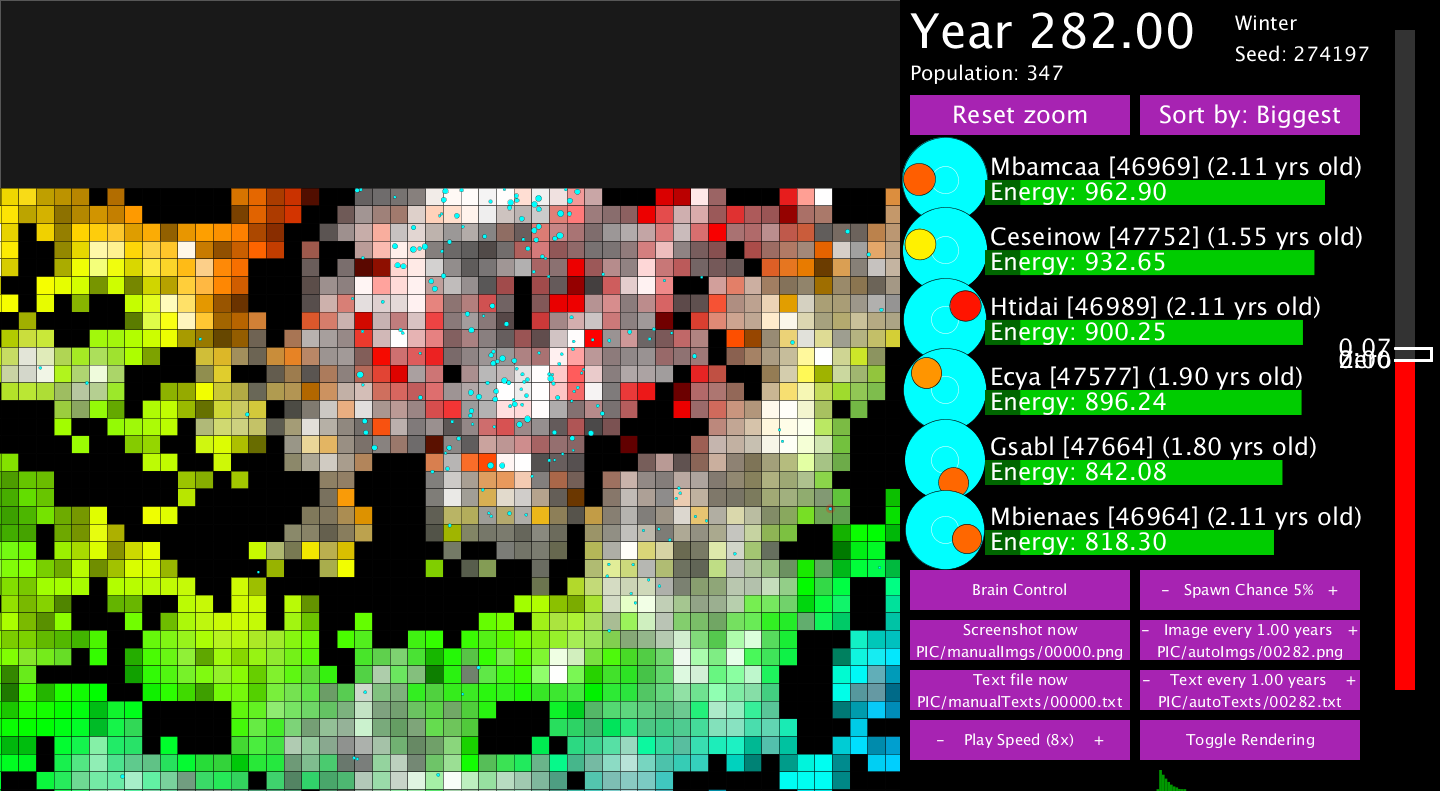 Year 282.00
Winter
Seed: 274197
Population: 347
Reset zoom
Sort by: Biggest
Mbamcaa [46969] (2.11 yrs old)
Energy: 962.90
Ceseinow [47752] (1.55 yrs old)
Energy: 932.65
Htidai [46989] (2.11 yrs old)
Energy: 900.25
0.07
Ecya [47577] (1.90 yrs old)
Energy: 896.24
Gsabl [47664] (1.80 yrs old)
Energy: 842.08
Mbienaes [46964] (2.11 yrs old)
Energy: 818.30
Brain Control
– Spawn Chance 5% +
Screenshot now
PIC/manualImgs/00000.png
– Image every 1.00 years +
PIC/autoImgs/00282.png
Text file now
PIC/manualTexts/00000.txt
– Text every 1.00 years +
PIC/autoTexts/00282.txt
– Play Speed (8x) +
Toggle Rendering